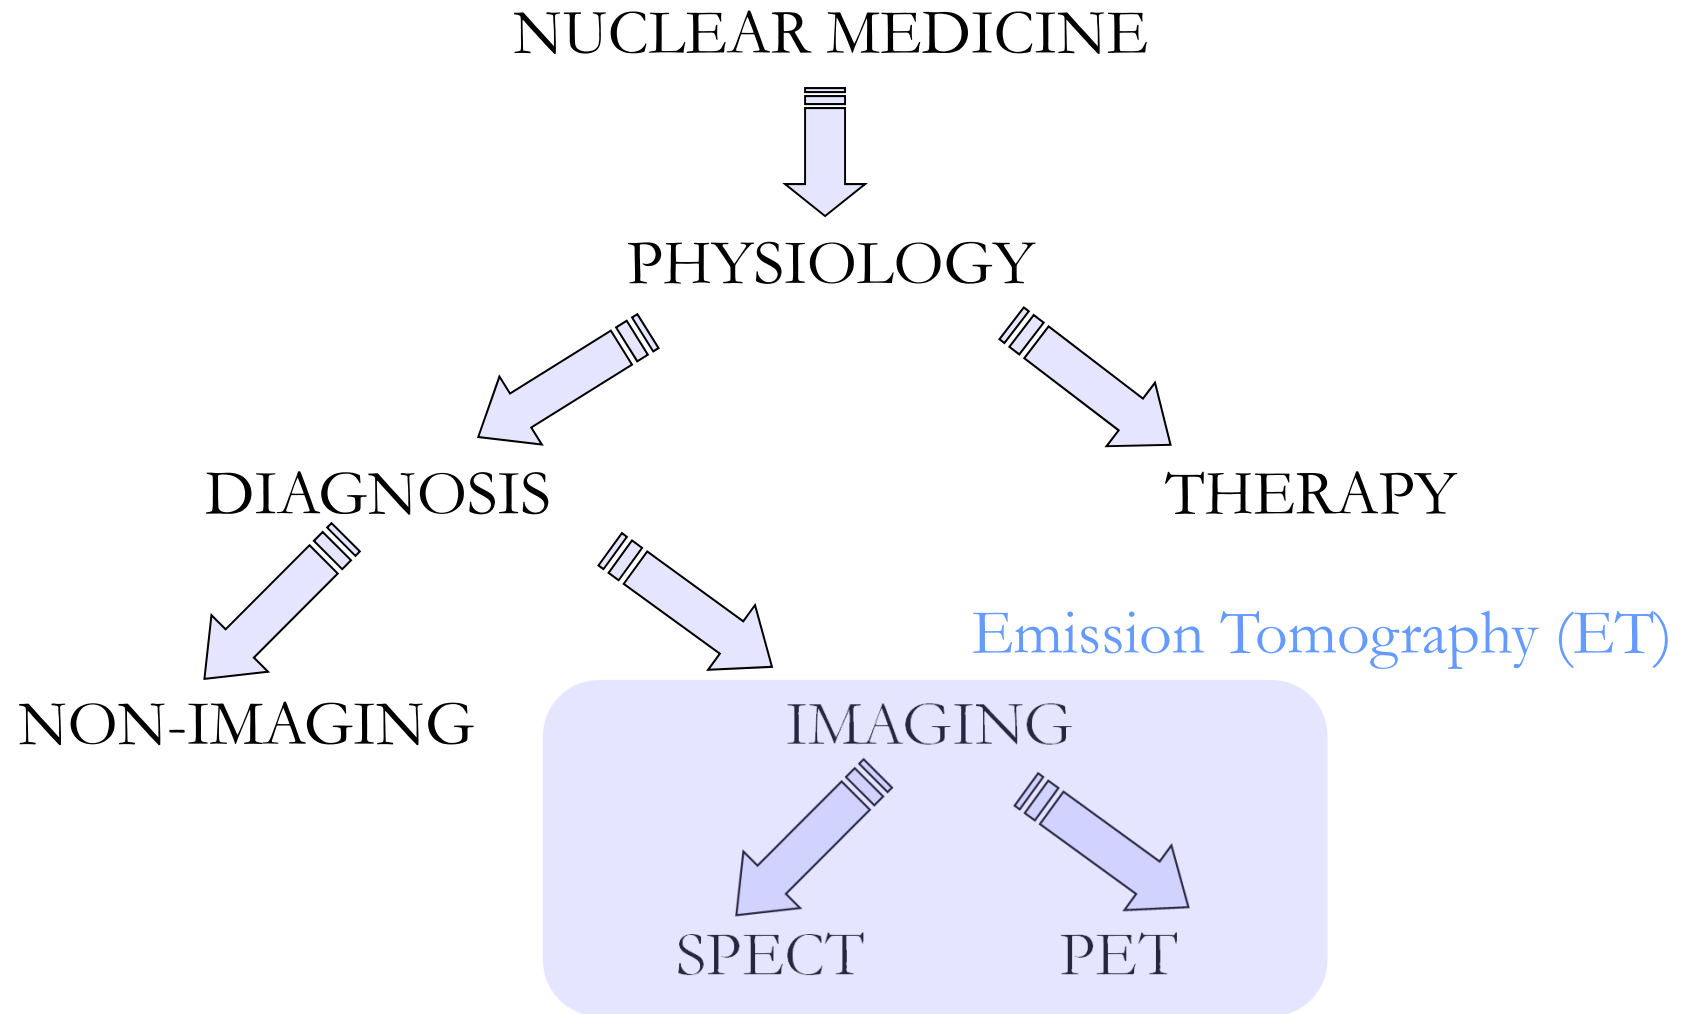 NUCLEAR MEDICINE
PHYSIOLOGY
DIAGNOSIS
THERAPY
Emission Tomography (ET)
NON-IMAGING
IMAGING
SPECT
PET